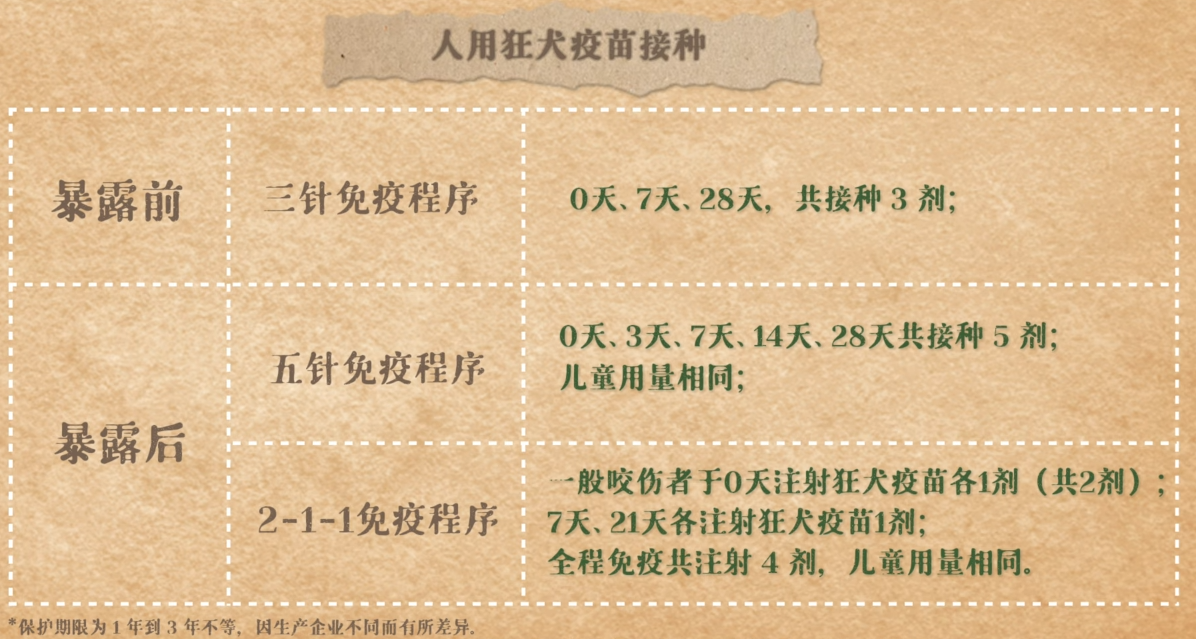 人用狂犬疫苗接种
暴露前
三针免疫程序
0天、7天、28天，共接种 3 剂；
暴露后
五针免疫程序
0天、3天、7天、14天、28天共接种 5 剂；
儿童用量相同；
2-1-1免疫程序
一般咬伤者于0天注射狂犬疫苗各1剂（共2剂）；
7天、21天各注射狂犬疫苗1剂；
全程免疫共注射 4 剂，儿童用量相同。
*保护期限为 1 年到 3 年不等，因生产企业不同而有所差异。